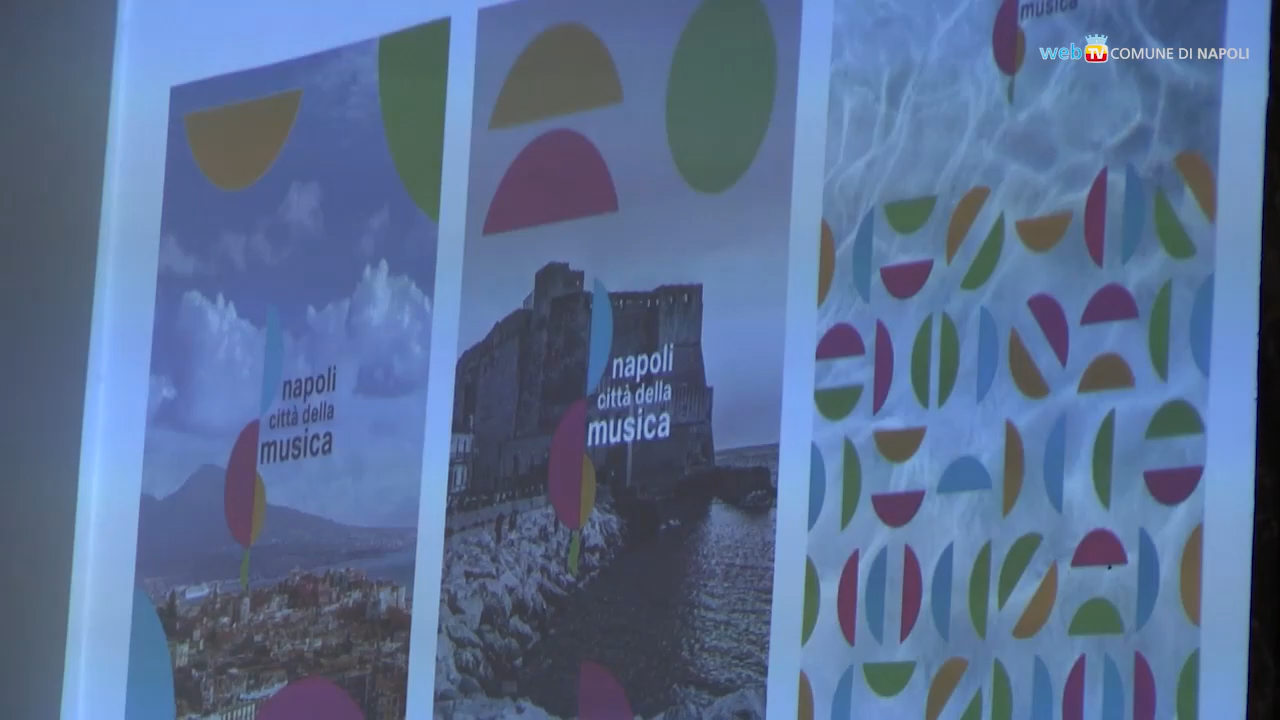 musica
web TV COMUNE DI NAPOLI
napoli
città della
musica
napoli
città della
musica